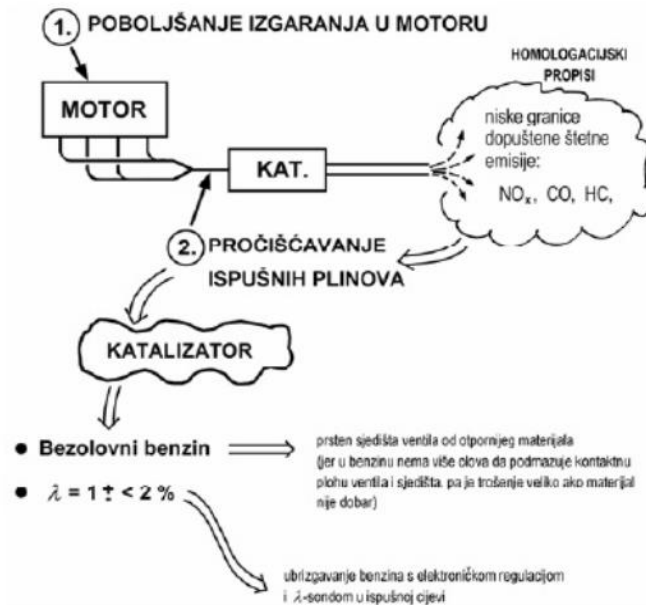 1. POBOLJŠANJE IZGARANJA U MOTORU
HOMOLOGACIJSKI
PROPISI
MOTOR
niske granice
dopuštene štetne
emisije:
NOx, CO, HC,
KAT.
2. PROČIŠĆAVANJE
ISPUŠNIH PLINOVA
KATALIZATOR
• Bezolovni benzin
prsten sjedišta ventila od otpornijeg materijala
(jer u benzinu nema više olova da podmazuje kontaktnu
plohu ventila i sjedišta, pa je trošenje veliko ako materijal
nije dobar)
• λ = 1 ± < 2 %
ubrizgavanje benzina s elektroničkom regulacijom
i λ-sondom u ispušnoj cijevi